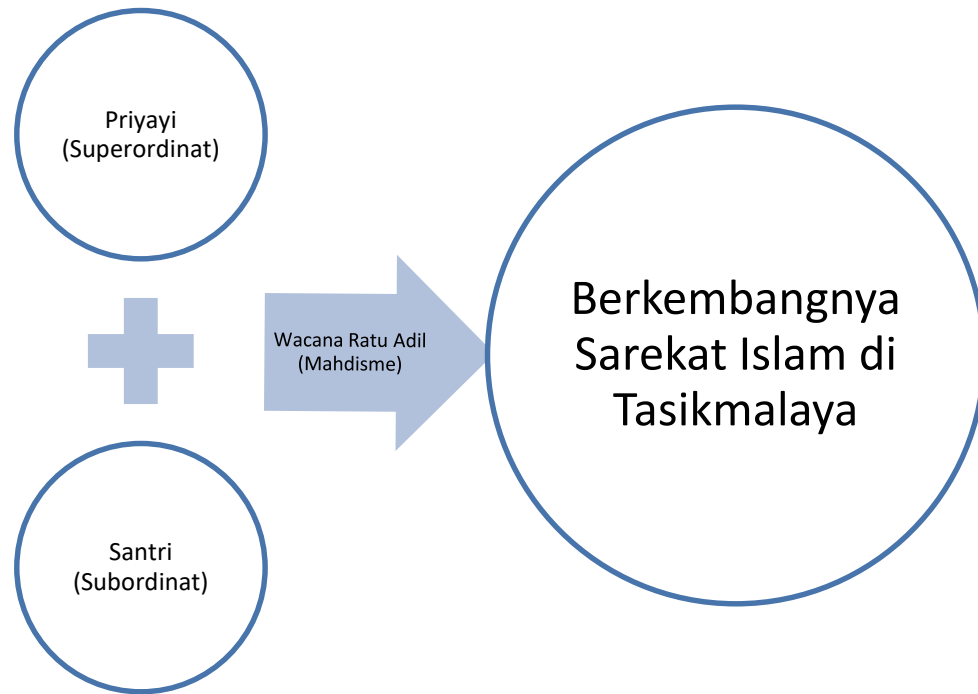 Priyayi
(Superordinat)
Santri
(Subordinat)
Wacana Ratu Adil
(Mahdisme)
Berkembangnya
Sarekat Islam di
Tasikmalaya